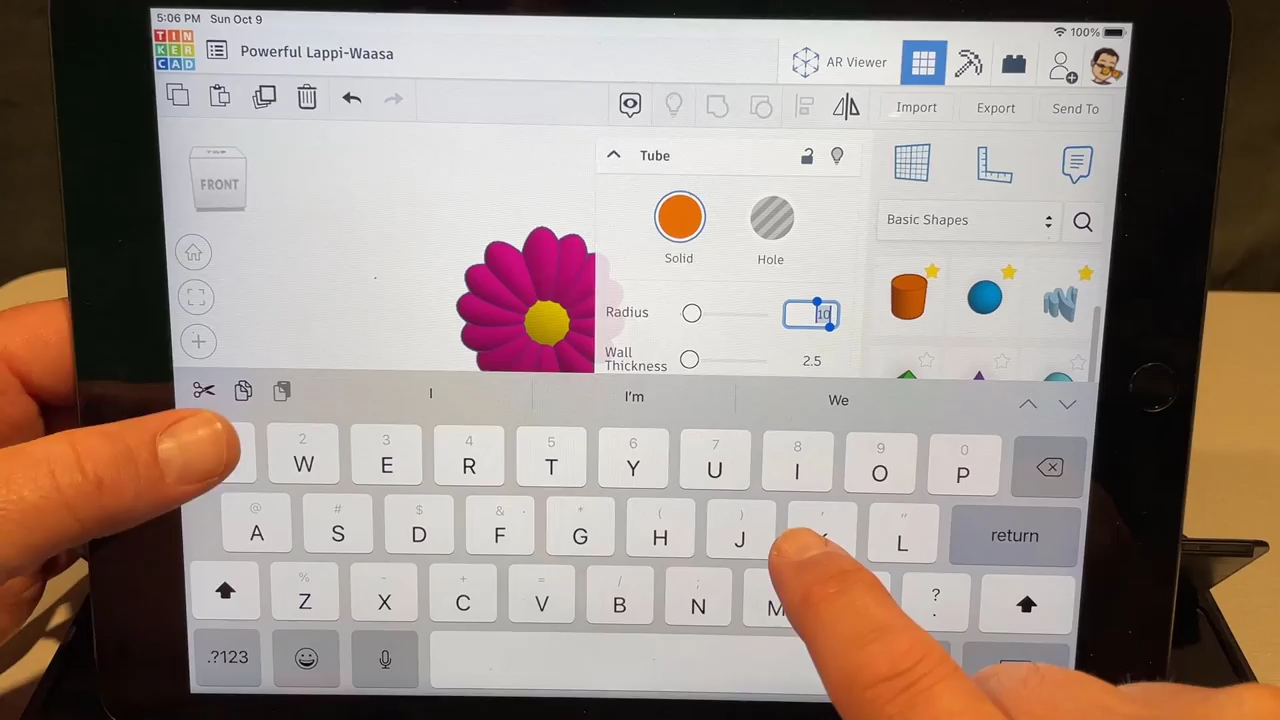 5:06 PM Sun Oct 9
100%
TIN
KER
CAD
Powerful Lappi-Waasa
AR Viewer
Import
Export
Send To
Tube
FRONT
Solid
Hole
Basic Shapes
Radius
10
Wall
Thickness
2.5
I
I'm
We
2 3 4 5 6 7 8 9 0
W E R T Y U I O P
@ # $ & * ( ) ' "
A S D F G H J K L
return
% - + = / ; ?
Z X C V B N M .
.?123